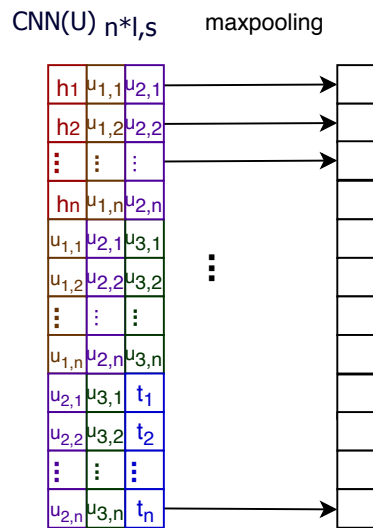 CNN(U) n*l,s maxpooling
h1 u1,1 u2,1
h2 u1,2 u2,2
⋮ ⋮ ⋮
hn u1,n u2,n
u1,1 u2,1 u3,1
u1,2 u2,2 u3,2
⋮ ⋮ ⋮
u1,n u2,n u3,n
u2,1 u3,1 t1
u2,2 u3,2 t2
⋮ ⋮ ⋮
u2,n u3,n tn